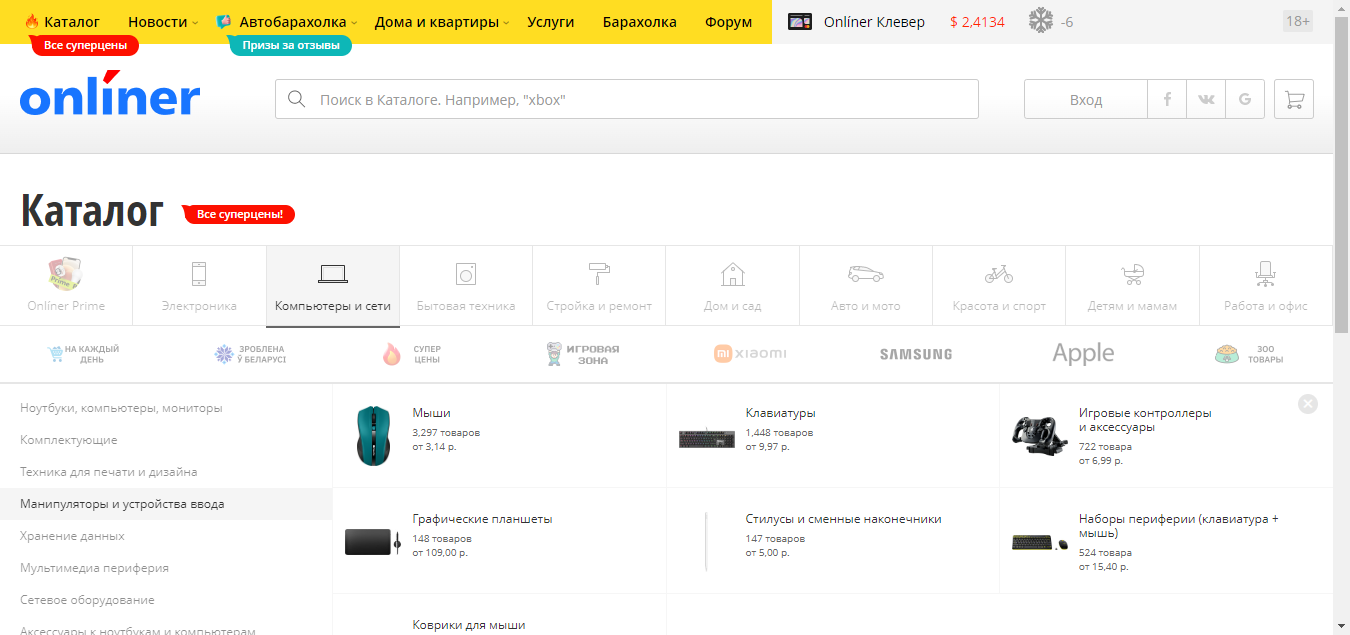 Каталог Новости Автобарахолка Дома и квартиры Услуги Барахолка Форум Onlíner Клевер $ 2,4134 -6 18+
Все суперцены Призы за отзывы
onlíner
Поиск в Каталоге. Например, "xbox"
Вход
Каталог
Все суперцены!
Onlíner Prime Электроника Компьютеры и сети Бытовая техника Стройка и ремонт Дом и сад Авто и мото Красота и спорт Детям и мамам Работа и офис
НА КАЖДЫЙ
ДЕНЬ
ЗРОБЛЕНА
Ў БЕЛАРУСІ
СУПЕР
ЦЕНЫ
ИГРОВАЯ
ЗОНА
xiaomi
SAMSUNG
Apple
300
ТОВАРЫ
Ноутбуки, компьютеры, мониторы
Комплектующие
Техника для печати и дизайна
Манипуляторы и устройства ввода
Хранение данных
Мультимедиа периферия
Сетевое оборудование
Аксессуары к ноутбукам и компьютерам
Мыши
3,297 товаров
от 3,14 р.
Клавиатуры
1,448 товаров
от 9,97 р.
Игровые контроллеры
и аксессуары
722 товара
от 6,99 р.
Графические планшеты
148 товаров
от 109,00 р.
Стилусы и сменные наконечники
147 товаров
от 5,00 р.
Наборы периферии (клавиатура +
мышь)
524 товара
от 15,40 р.
Коврики для мыши